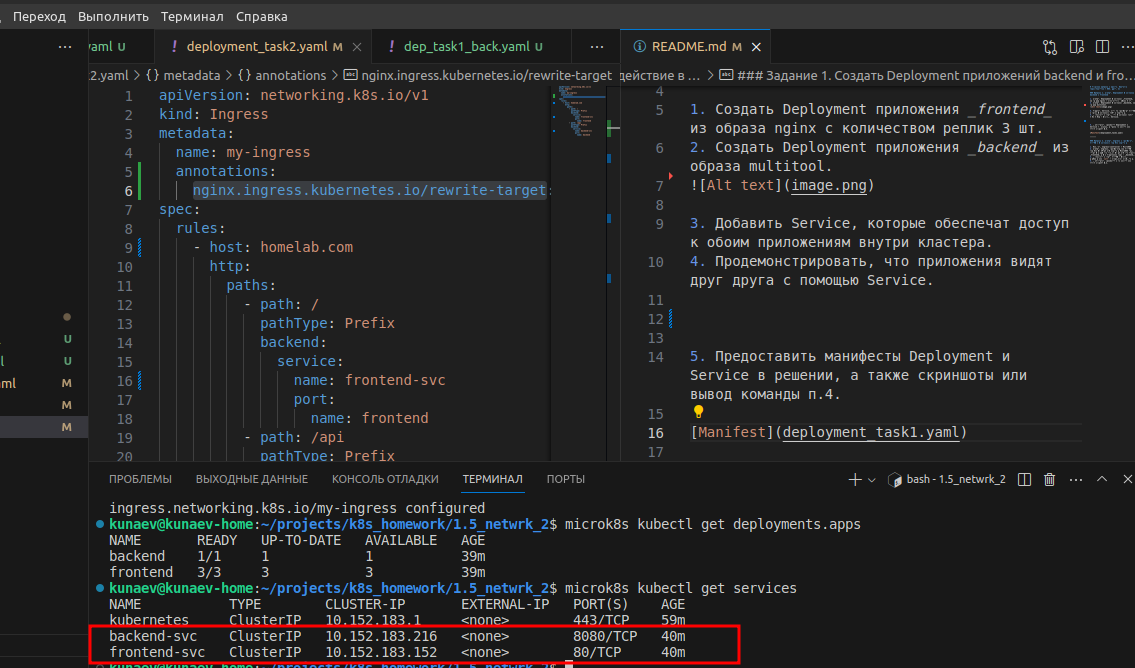 Переход Выполнить Терминал Справка
yaml U
! deployment_task2.yaml M
! dep_task1_back.yaml U
README.md M
2.yaml > {} metadata > {} annotations > nginx.ingress.kubernetes.io/rewrite-target
действие в … > ### Задание 1. Создать Deployment приложений backend и fro…
1 apiVersion: networking.k8s.io/v1
2 kind: Ingress
3 metadata:
4 name: my-ingress
5 annotations:
6 nginx.ingress.kubernetes.io/rewrite-target:
7 spec:
8 rules:
9 - host: homelab.com
10 http:
11 paths:
12 - path: /
13 pathType: Prefix
14 backend:
15 service:
16 name: frontend-svc
17 port:
18 name: frontend
19 - path: /api
20 pathType: Prefix
4
5 1. Создать Deployment приложения _frontend_
из образа nginx с количеством реплик 3 шт.
6 2. Создать Deployment приложения _backend_ из
образа multitool.
7 ![Alt text](image.png)
8
9 3. Добавить Service, которые обеспечат доступ
к обоим приложениям внутри кластера.
10 4. Продемонстрировать, что приложения видят
друг друга с помощью Service.
11
12
13
14 5. Предоставить манифесты Deployment и
Service в решении, а также скриншоты или
вывод команды п.4.
15
16 [Manifest](deployment_task1.yaml)
17
U
U
M
M
M
ПРОБЛЕМЫ ВЫХОДНЫЕ ДАННЫЕ КОНСОЛЬ ОТЛАДКИ ТЕРМИНАЛ ПОРТЫ
bash - 1.5_netwrk_2
ingress.networking.k8s.io/my-ingress configured
kunaev@kunaev-home:~/projects/k8s_homework/1.5_netwrk_2$ microk8s kubectl get deployments.apps
NAME READY UP-TO-DATE AVAILABLE AGE
backend 1/1 1 1 39m
frontend 3/3 3 3 39m
kunaev@kunaev-home:~/projects/k8s_homework/1.5_netwrk_2$ microk8s kubectl get services
NAME TYPE CLUSTER-IP EXTERNAL-IP PORT(S) AGE
kubernetes ClusterIP 10.152.183.1 <none> 443/TCP 59m
backend-svc ClusterIP 10.152.183.216 <none> 8080/TCP 40m
frontend-svc ClusterIP 10.152.183.152 <none> 80/TCP 40m
kunaev@kunaev-home:~/projects/k8s_homework/1.5_netwrk_2$